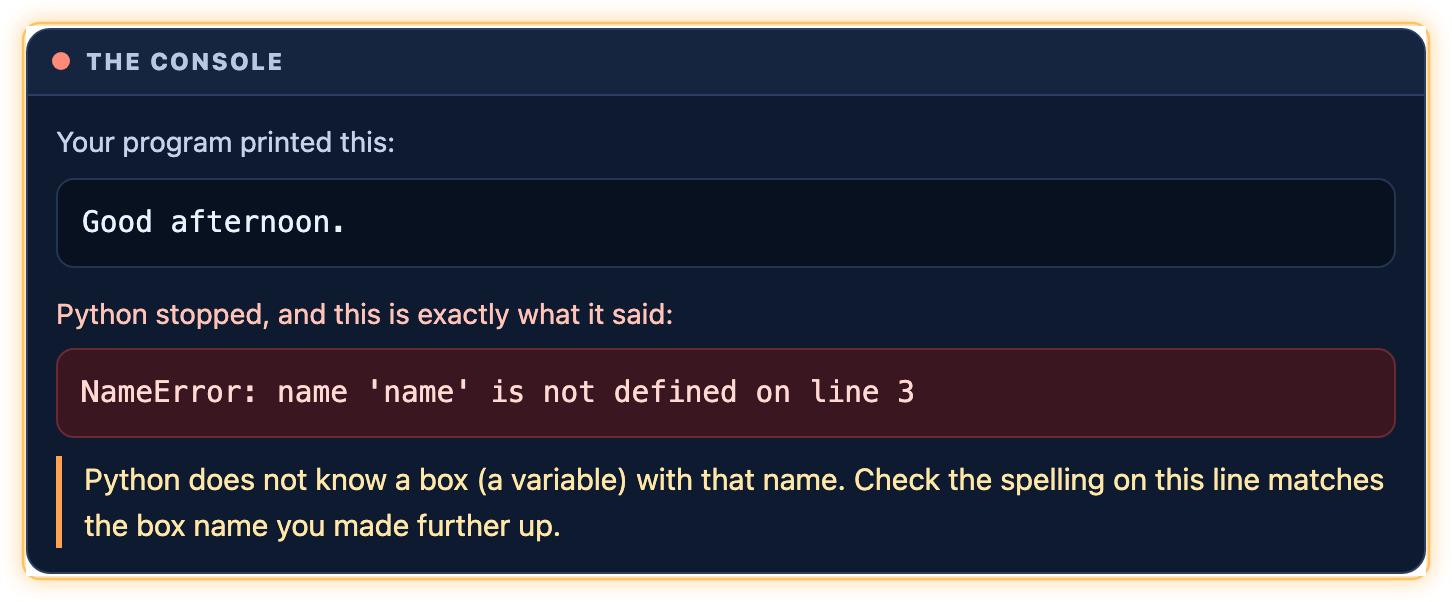 THE CONSOLE
Your program printed this:
Good afternoon.
Python stopped, and this is exactly what it said:
NameError: name 'name' is not defined on line 3
Python does not know a box (a variable) with that name. Check the spelling on this line matches
the box name you made further up.